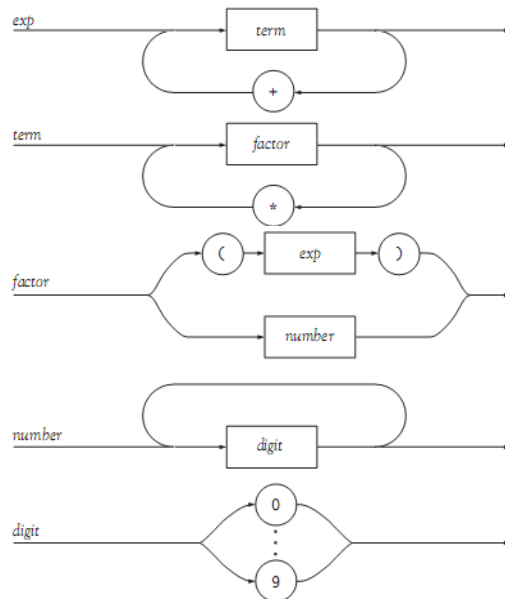 exp
term
+
term
factor
*
factor
( exp )
number
number
digit
digit
0
9